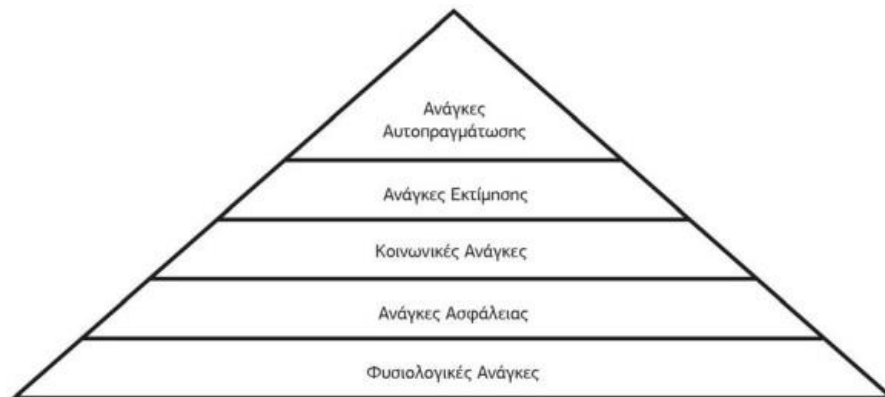 Ανάγκες
Αυτοπραγμάτωσης
Ανάγκες Εκτίμησης
Κοινωνικές Ανάγκες
Ανάγκες Ασφάλειας
Φυσιολογικές Ανάγκες